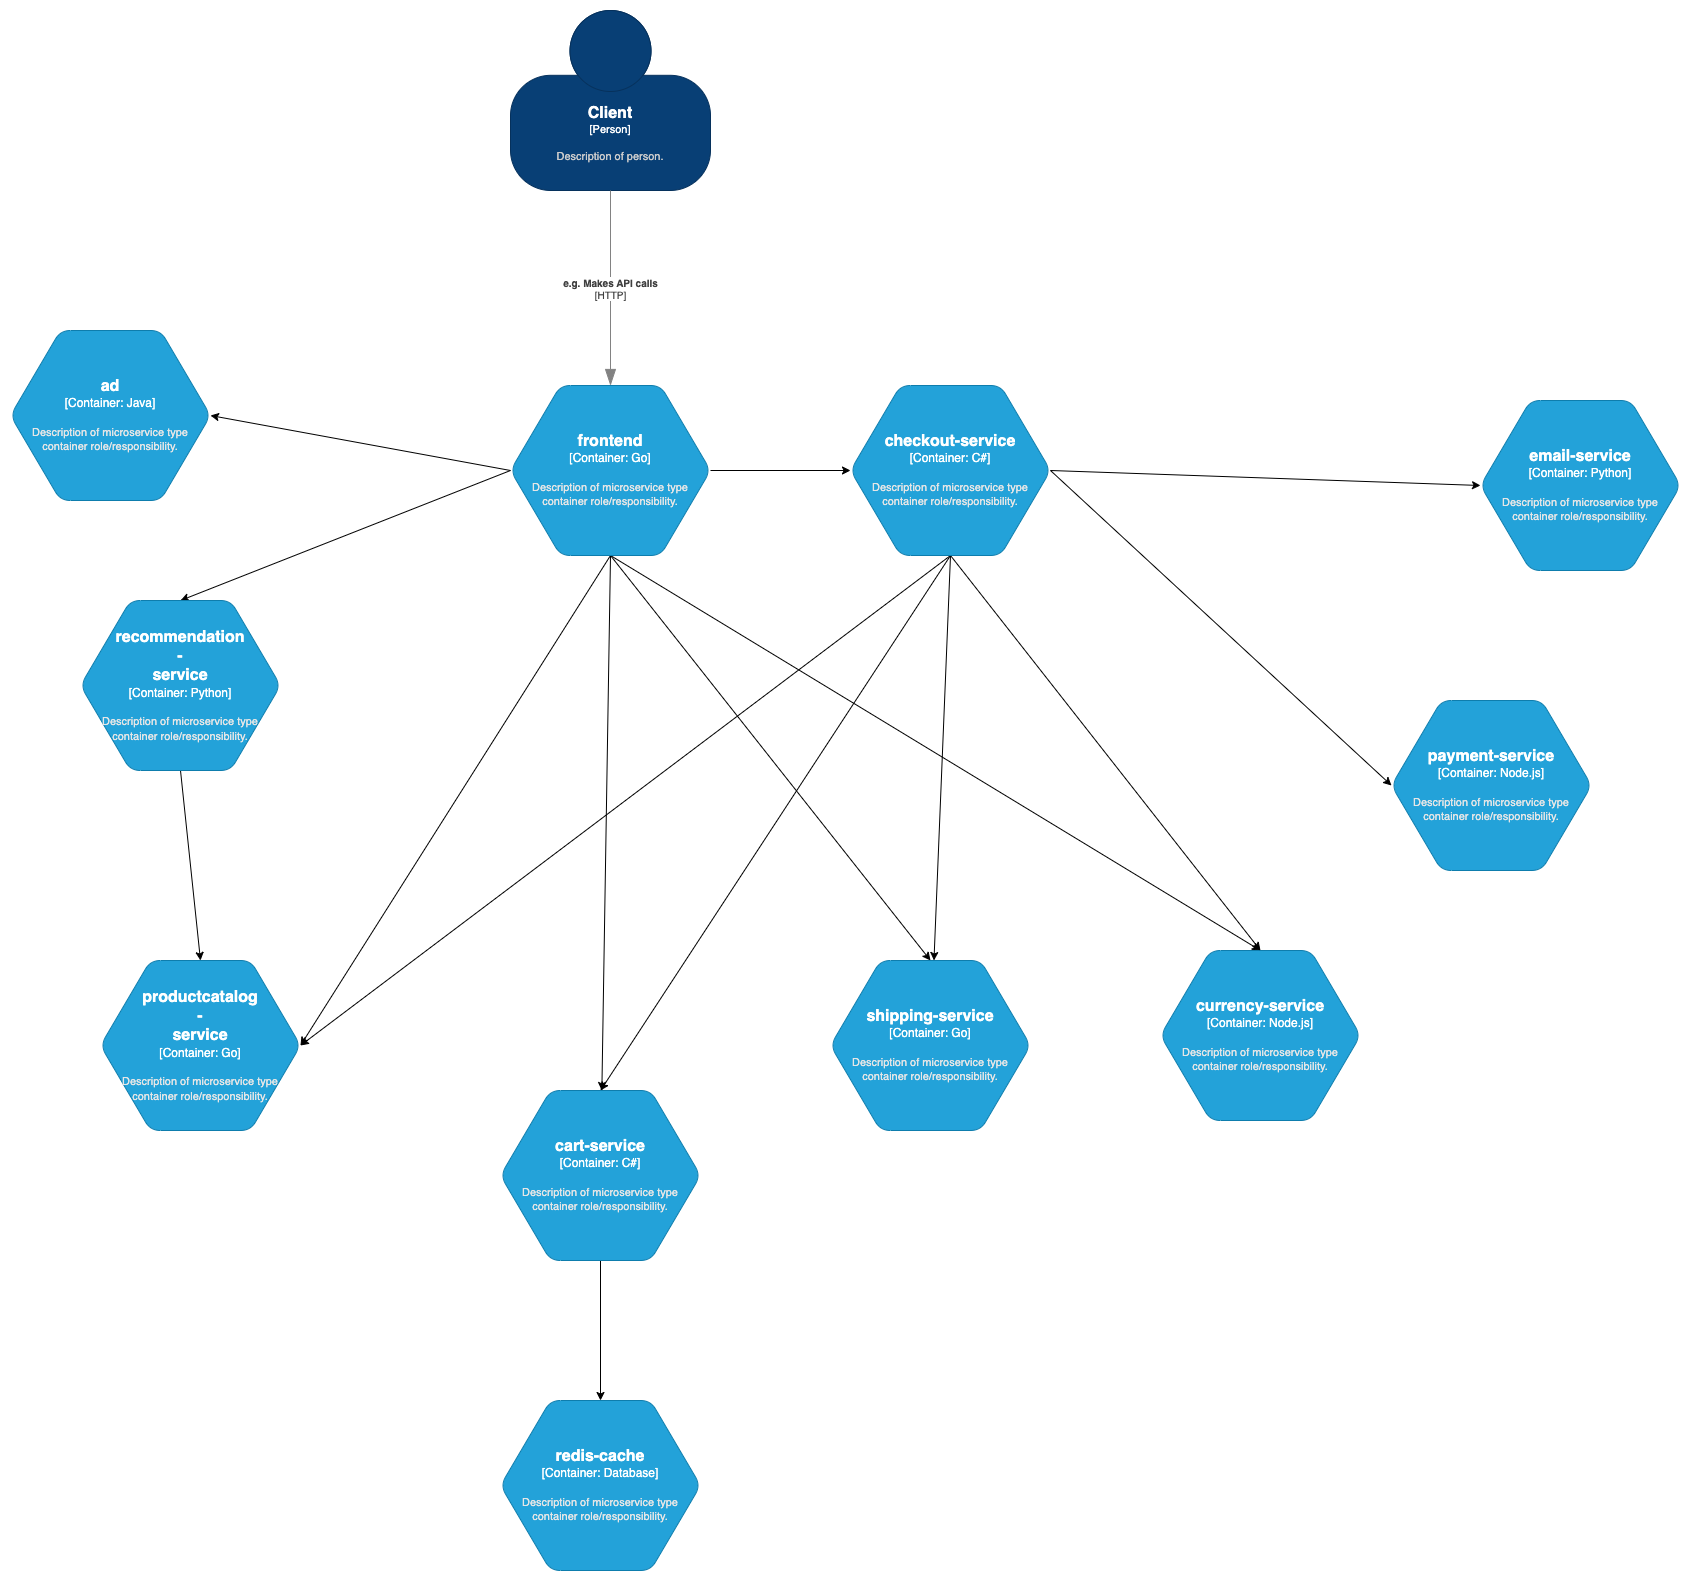 Client
[Person]
Description of person.
e.g. Makes API calls
[HTTP]
ad
[Container: Java]
Description of microservice type
container role/responsibility.
frontend
[Container: Go]
Description of microservice type
container role/responsibility.
checkout-service
[Container: C#]
Description of microservice type
container role/responsibility.
email-service
[Container: Python]
Description of microservice type
container role/responsibility.
recommendation
-
service
[Container: Python]
Description of microservice type
container role/responsibility.
payment-service
[Container: Node.js]
Description of microservice type
container role/responsibility.
productcatalog
-
service
[Container: Go]
Description of microservice type
container role/responsibility.
shipping-service
[Container: Go]
Description of microservice type
container role/responsibility.
currency-service
[Container: Node.js]
Description of microservice type
container role/responsibility.
cart-service
[Container: C#]
Description of microservice type
container role/responsibility.
redis-cache
[Container: Database]
Description of microservice type
container role/responsibility.